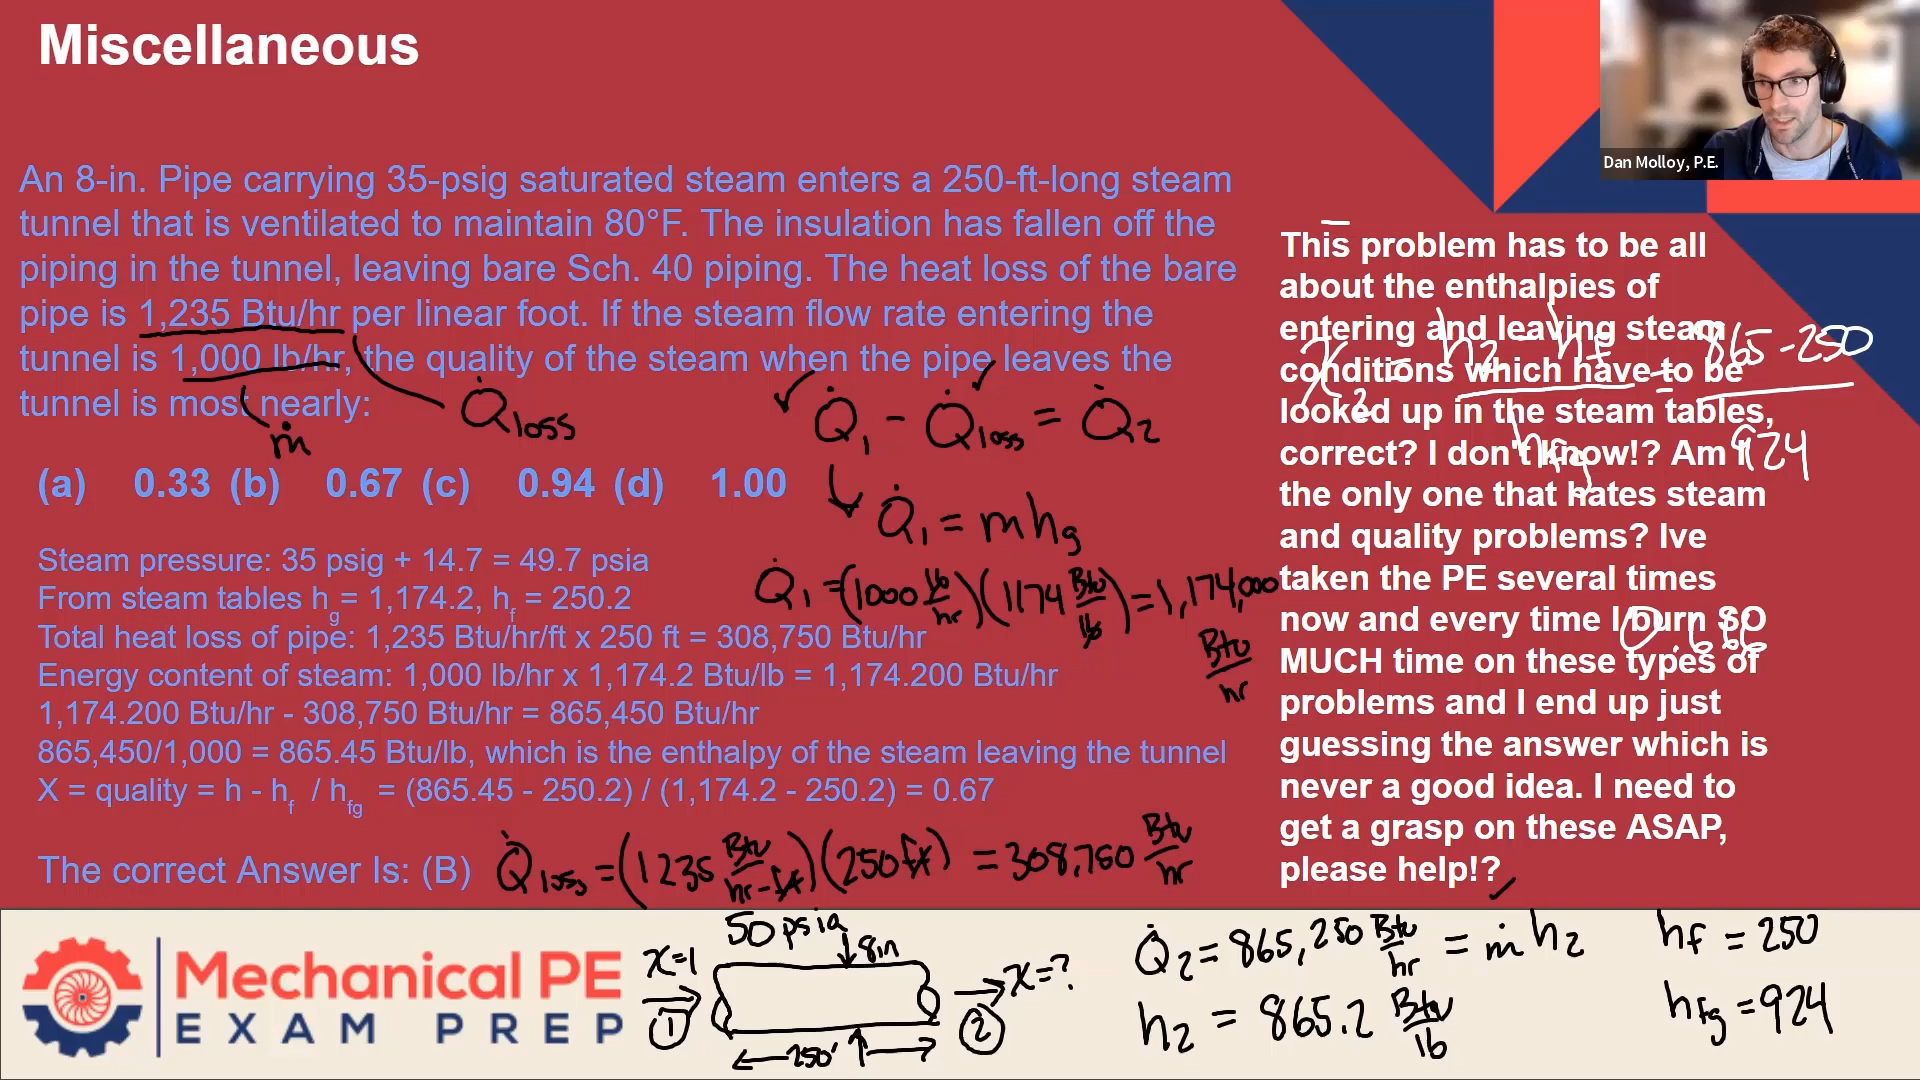 Miscellaneous
Dan Molloy, P.E.
An 8-in. Pipe carrying 35-psig saturated steam enters a 250-ft-long steam
tunnel that is ventilated to maintain 80°F. The insulation has fallen off the
piping in the tunnel, leaving bare Sch. 40 piping. The heat loss of the bare
pipe is 1,235 Btu/hr per linear foot. If the steam flow rate entering the
tunnel is 1,000 lb/hr, the quality of the steam when the pipe leaves the
tunnel is most nearly:
ṁ
Q̇loss
Q̇₁ - Q̇loss = Q̇₂
(a) 0.33 (b) 0.67 (c) 0.94 (d) 1.00
Q̇₁ = ṁhg
Q̇₁ = (1000 lb/hr)(1174 Btu/lb) = 1,174,000 Btu/hr
Steam pressure: 35 psig + 14.7 = 49.7 psia
From steam tables hg= 1,174.2, hf = 250.2
Total heat loss of pipe: 1,235 Btu/hr/ft x 250 ft = 308,750 Btu/hr
Energy content of steam: 1,000 lb/hr x 1,174.2 Btu/lb = 1,174.200 Btu/hr
1,174.200 Btu/hr - 308,750 Btu/hr = 865,450 Btu/hr
865,450/1,000 = 865.45 Btu/lb, which is the enthalpy of the steam leaving the tunnel
X = quality = h - hf / hfg = (865.45 - 250.2) / (1,174.2 - 250.2) = 0.67
The correct Answer Is: (B)
Q̇loss = (1235 Btu/hr-ft)(250ft) = 308,750 Btu/hr
This problem has to be all
about the enthalpies of
entering and leaving steam
conditions which have to be
looked up in the steam tables,
correct? I don't know!? Am I
the only one that hates steam
and quality problems? Ive
taken the PE several times
now and every time I burn SO
MUCH time on these types of
problems and I end up just
guessing the answer which is
never a good idea. I need to
get a grasp on these ASAP,
please help!?
x₂ = h₂ - hf / hfg = 865-250 / 924
0.666
Mechanical PE
EXAM PREP
50 psia
8in
x=1
1
x=?
2
250'
Q̇₂ = 865,250 Btu/hr = ṁ h₂
h₂ = 865.2 Btu/lb
hf = 250
hfg = 924